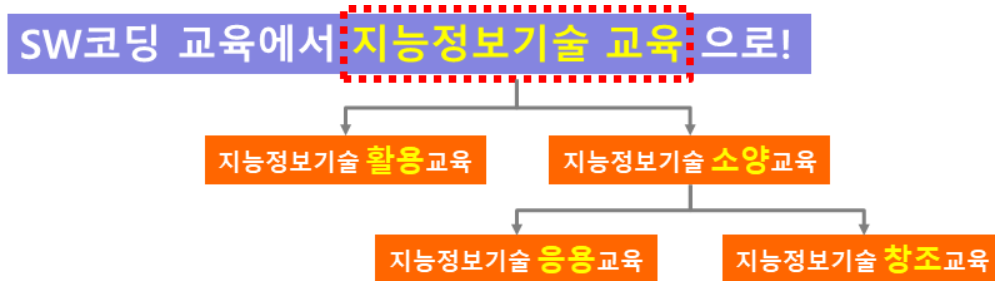 SW코딩 교육에서 지능정보기술 교육 으로!
지능정보기술 활용교육
지능정보기술 소양교육
지능정보기술 응용교육
지능정보기술 창조교육